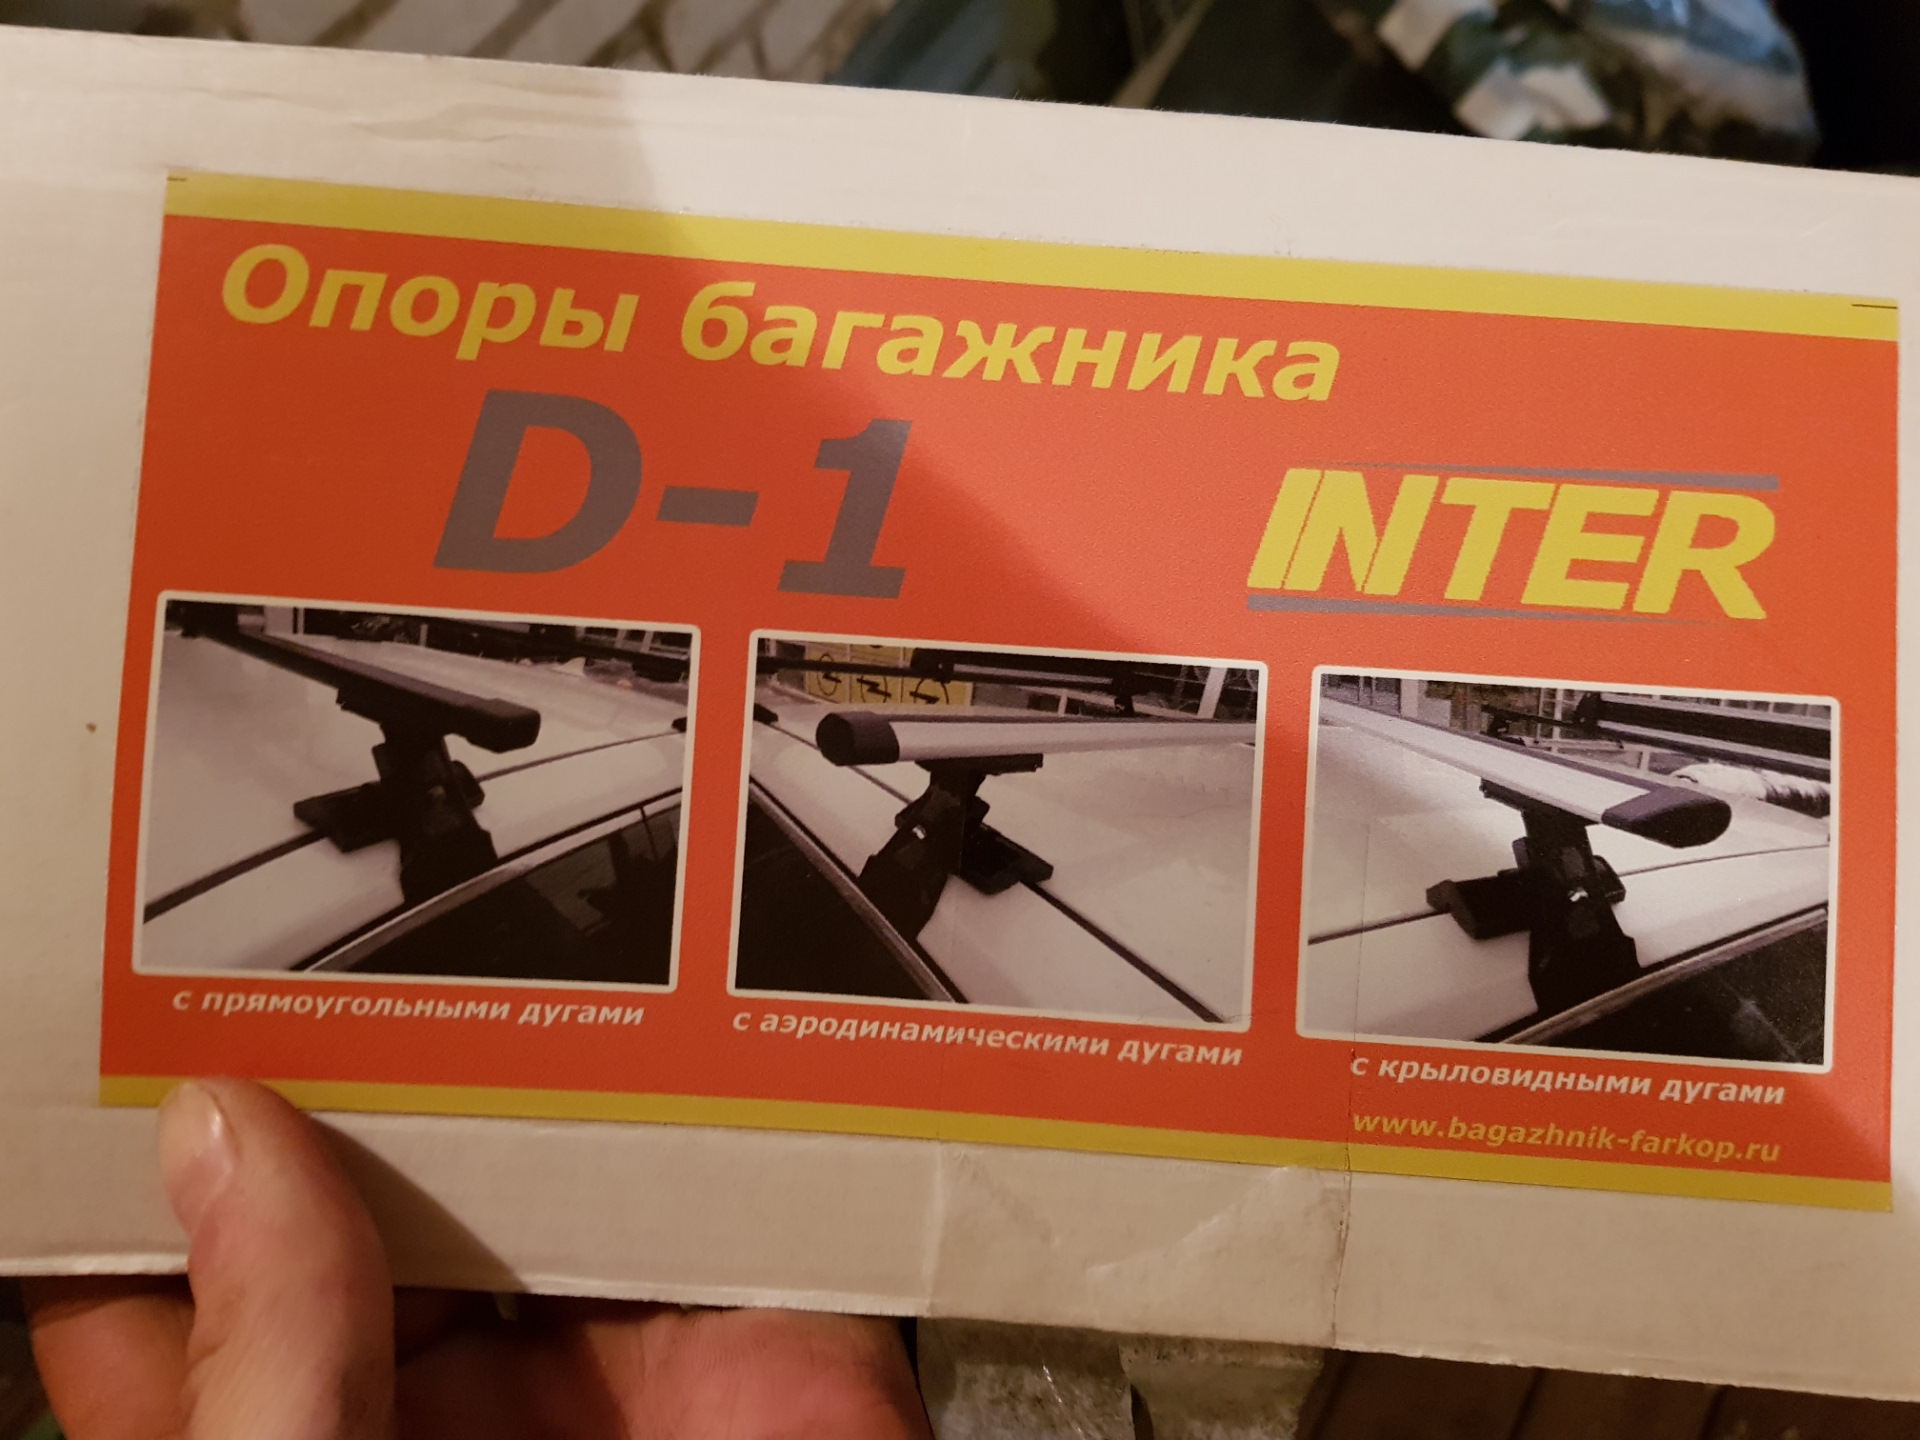 Опоры багажника
D-1
INTER
с прямоугольными дугами
с аэродинамическими дугами
с крыловидными дугами
www.bagazhnik-farkop.ru